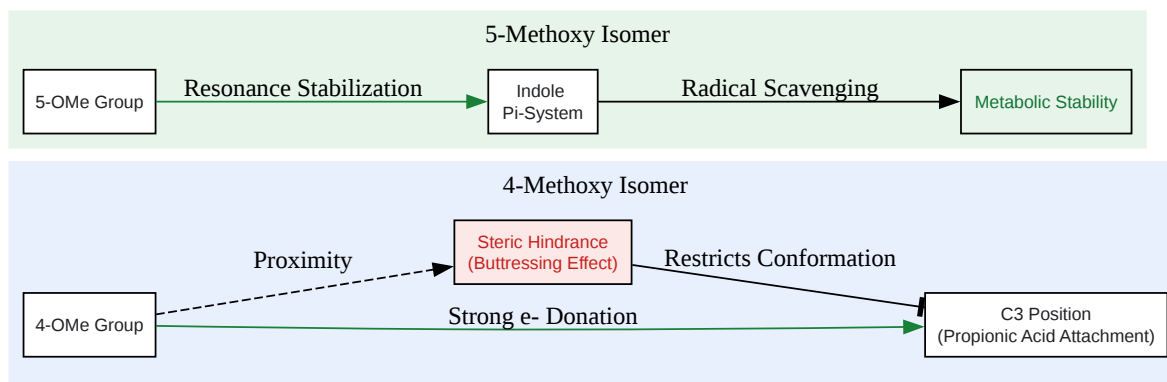 5-Methoxy Isomer
5-OMe Group
Resonance Stabilization
Indole
Pi-System
Radical Scavenging
Metabolic Stability
4-Methoxy Isomer
4-OMe Group
Proximity
Steric Hindrance
(Buttressing Effect)
Restricts Conformation
Strong e- Donation
C3 Position
(Propionic Acid Attachment)